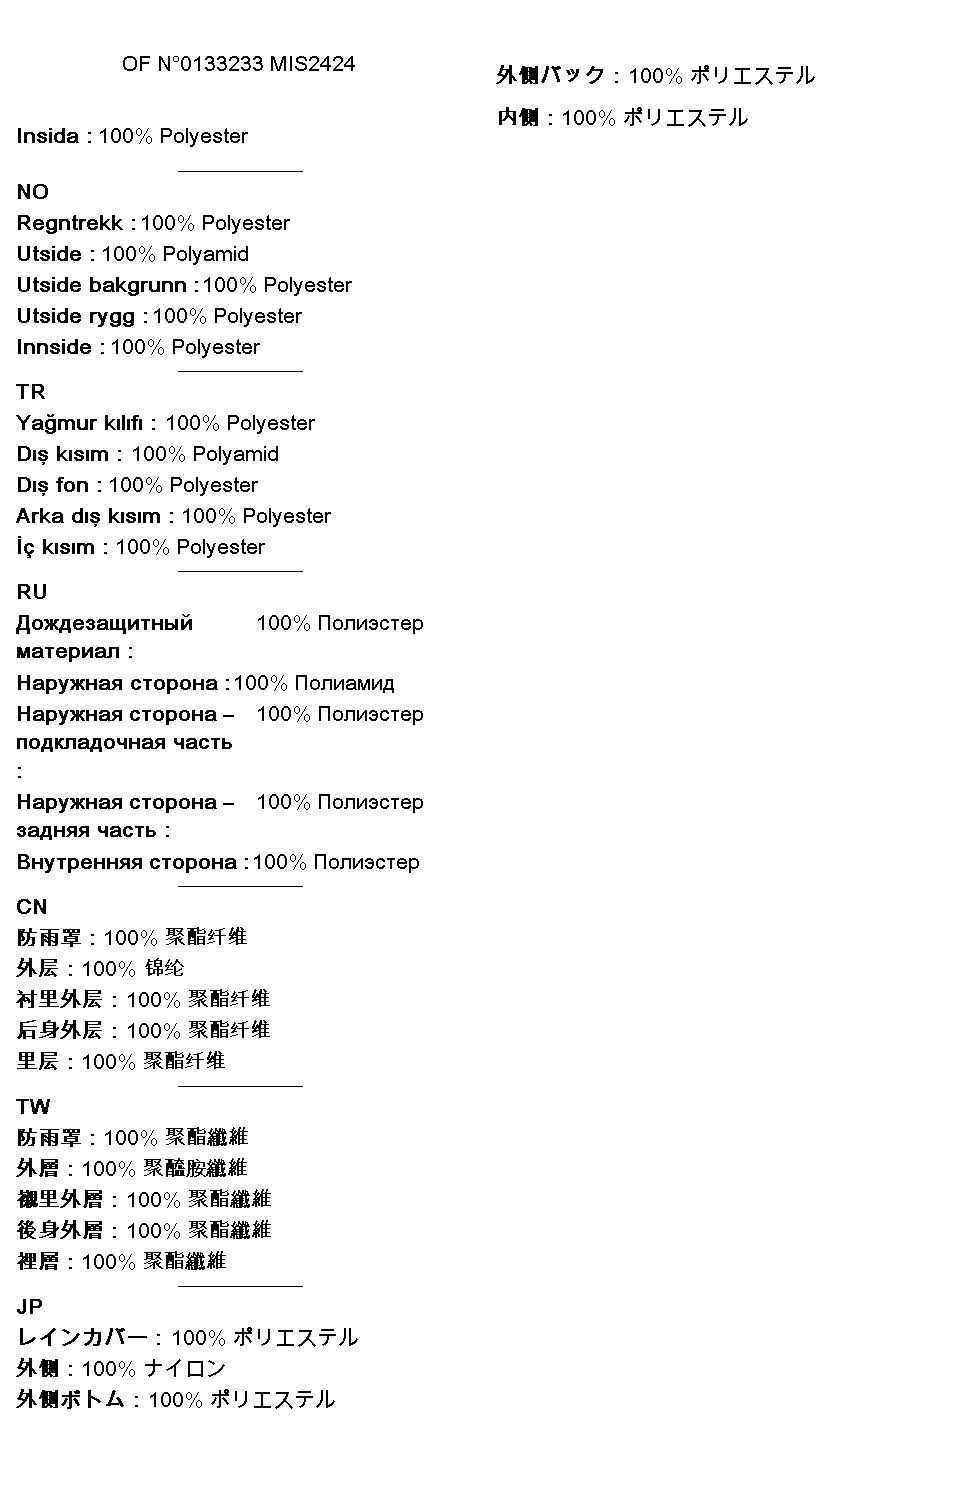 OF N°0133233 MIS2424
Insida : 100% Polyester
NO
Regntrekk : 100% Polyester
Utside : 100% Polyamid
Utside bakgrunn : 100% Polyester
Utside rygg : 100% Polyester
Innside : 100% Polyester
TR
Yağmur kılıfı : 100% Polyester
Dış kısım : 100% Polyamid
Dış fon : 100% Polyester
Arka dış kısım : 100% Polyester
İç kısım : 100% Polyester
RU
Дождезащитный 100% Полиэстер
материал :
Наружная сторона : 100% Полиамид
Наружная сторона – 100% Полиэстер
подкладочная часть
:
Наружная сторона – 100% Полиэстер
задняя часть :
Внутренняя сторона : 100% Полиэстер
CN
防雨罩 : 100% 聚酯纤维
外层 : 100% 锦纶
衬里外层 : 100% 聚酯纤维
后身外层 : 100% 聚酯纤维
里层 : 100% 聚酯纤维
TW
防雨罩 : 100% 聚酯纖維
外層 : 100% 聚醯胺纖維
襯里外層 : 100% 聚酯纖維
後身外層 : 100% 聚酯纖維
裡層 : 100% 聚酯纖維
JP
レインカバー : 100% ポリエステル
外側 : 100% ナイロン
外側ボトム : 100% ポリエステル
外側バック : 100% ポリエステル
内側 : 100% ポリエステル